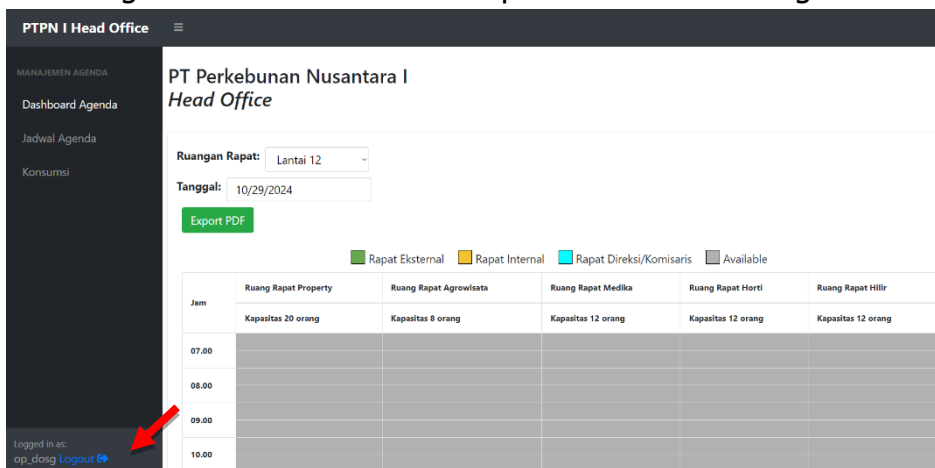 PTPN I Head Office
MANAJEMEN AGENDA
Dashboard Agenda
Jadwal Agenda
Konsumsi
Logged in as:
op_dosg Logout
PT Perkebunan Nusantara I
Head Office
Ruangan Rapat: Lantai 12
Tanggal: 10/29/2024
Export PDF
Rapat Eksternal Rapat Internal Rapat Direksi/Komisaris Available
Jam Ruang Rapat Property Ruang Rapat Agrowisata Ruang Rapat Medika Ruang Rapat Horti Ruang Rapat Hilir
Kapasitas 20 orang Kapasitas 8 orang Kapasitas 12 orang Kapasitas 12 orang Kapasitas 12 orang
07.00
08.00
09.00
10.00